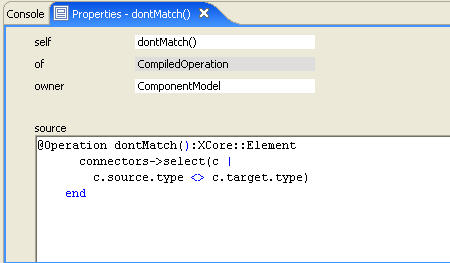 Console Properties - dontMatch()
self dontMatch()
of CompiledOperation
owner ComponentModel
source
@Operation dontMatch():XCore::Element
connectors->select(c |
c.source.type <> c.target.type)
end